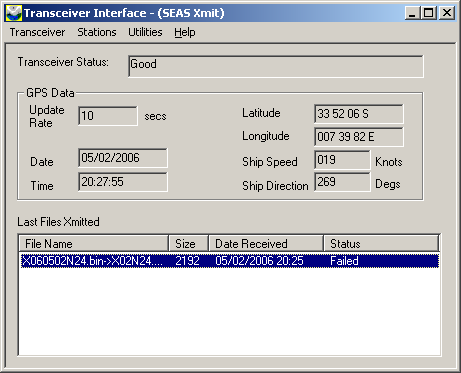 Transceiver Interface - (SEAS Xmit)
Transceiver Stations Utilities Help
Transceiver Status: Good
GPS Data
Update Rate 10 secs
Latitude 33 52 06 S
Longitude 007 39 82 E
Date 05/02/2006
Ship Speed 019 Knots
Time 20:27:55
Ship Direction 269 Degs
Last Files Xmitted
File Name Size Date Received Status
X060502N24.bin->X02N24.... 2192 05/02/2006 20:25 Failed